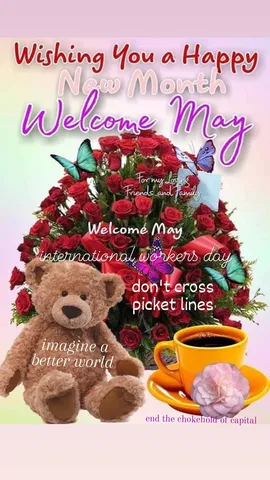 Wishing You a Happy
New Month
Welcome May
For my Lovely
Friends and Family
Welcome May
international workers day
don't cross
picket lines
imagine a
better world
end the chokehold of capital